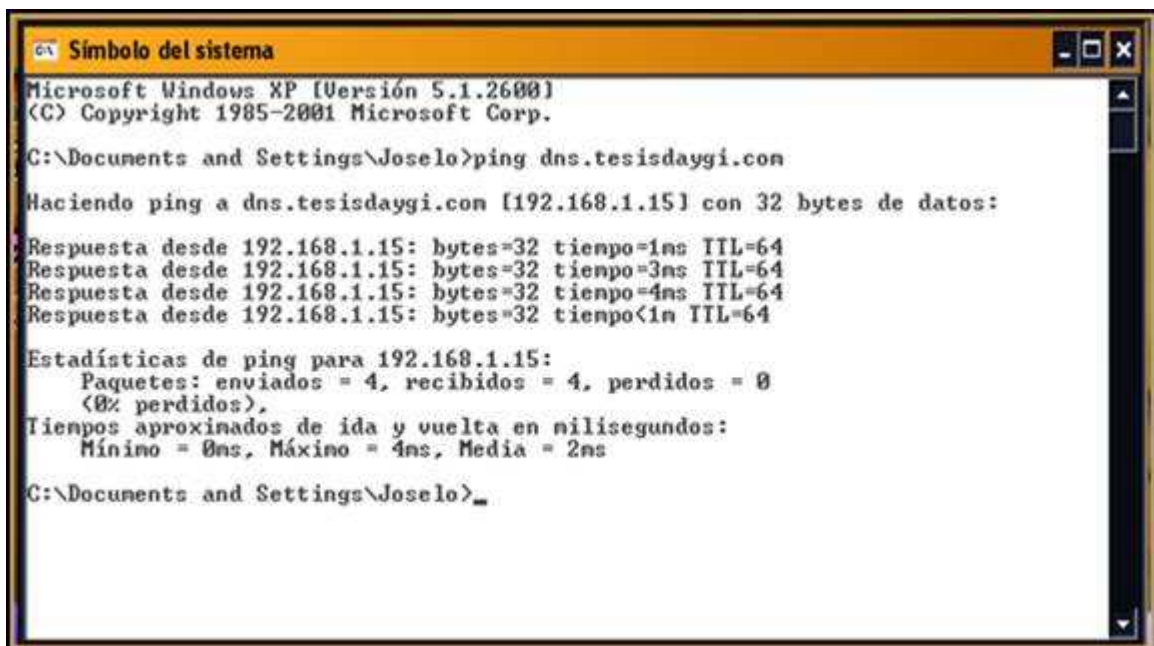 Símbolo del sistema
Microsoft Windows XP [Versión 5.1.2600]
(C) Copyright 1985-2001 Microsoft Corp.
C:\Documents and Settings\Joselo>ping dns.tesisdaygi.com
Haciendo ping a dns.tesisdaygi.com [192.168.1.15] con 32 bytes de datos:
Respuesta desde 192.168.1.15: bytes=32 tiempo=1ms TTL=64
Respuesta desde 192.168.1.15: bytes=32 tiempo=3ms TTL=64
Respuesta desde 192.168.1.15: bytes=32 tiempo=4ms TTL=64
Respuesta desde 192.168.1.15: bytes=32 tiempo<1m TTL=64
Estadísticas de ping para 192.168.1.15:
Paquetes: enviados = 4, recibidos = 4, perdidos = 0
(0% perdidos),
Tiempos aproximados de ida y vuelta en milisegundos:
Mínimo = 0ms, Máximo = 4ms, Media = 2ms
C:\Documents and Settings\Joselo>_